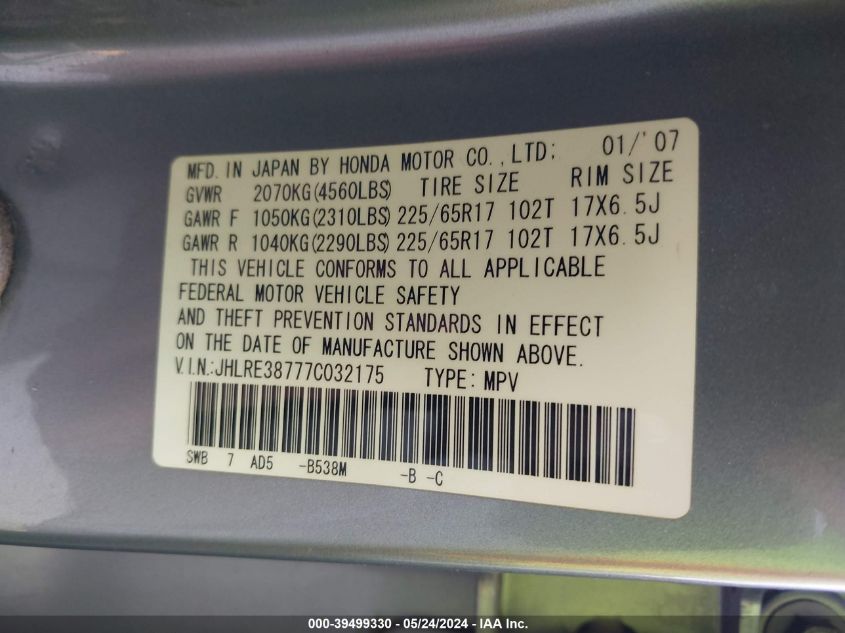 MFD. IN JAPAN BY HONDA MOTOR CO., LTD; 01/'07
GVWR 2070KG(4560LBS) TIRE SIZE RIM SIZE
GAWR F 1050KG(2310LBS) 225/65R17 102T 17X6.5J
GAWR R 1040KG(2290LBS) 225/65R17 102T 17X6.5J
THIS VEHICLE CONFORMS TO ALL APPLICABLE
FEDERAL MOTOR VEHICLE SAFETY
AND THEFT PREVENTION STANDARDS IN EFFECT
ON THE DATE OF MANUFACTURE SHOWN ABOVE.
V.I.N.:JHLRE38777C032175 TYPE: MPV
SWB 7 AD5 -B538M -B -C
000-39499330 - 05/24/2024 - IAA Inc.